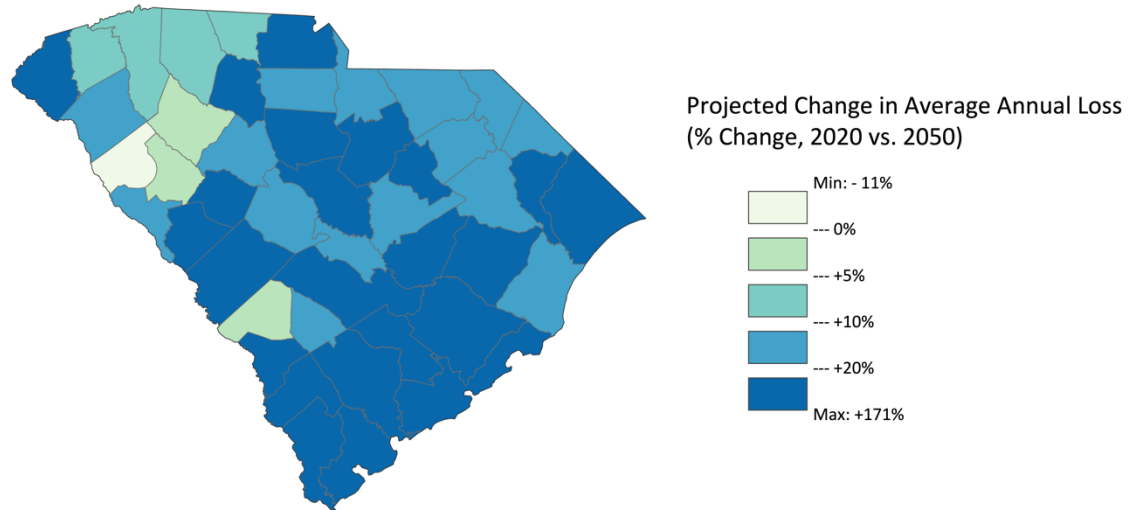 Projected Change in Average Annual Loss
(% Change, 2020 vs. 2050)
Min: - 11%
--- 0%
--- +5%
--- +10%
--- +20%
Max: +171%